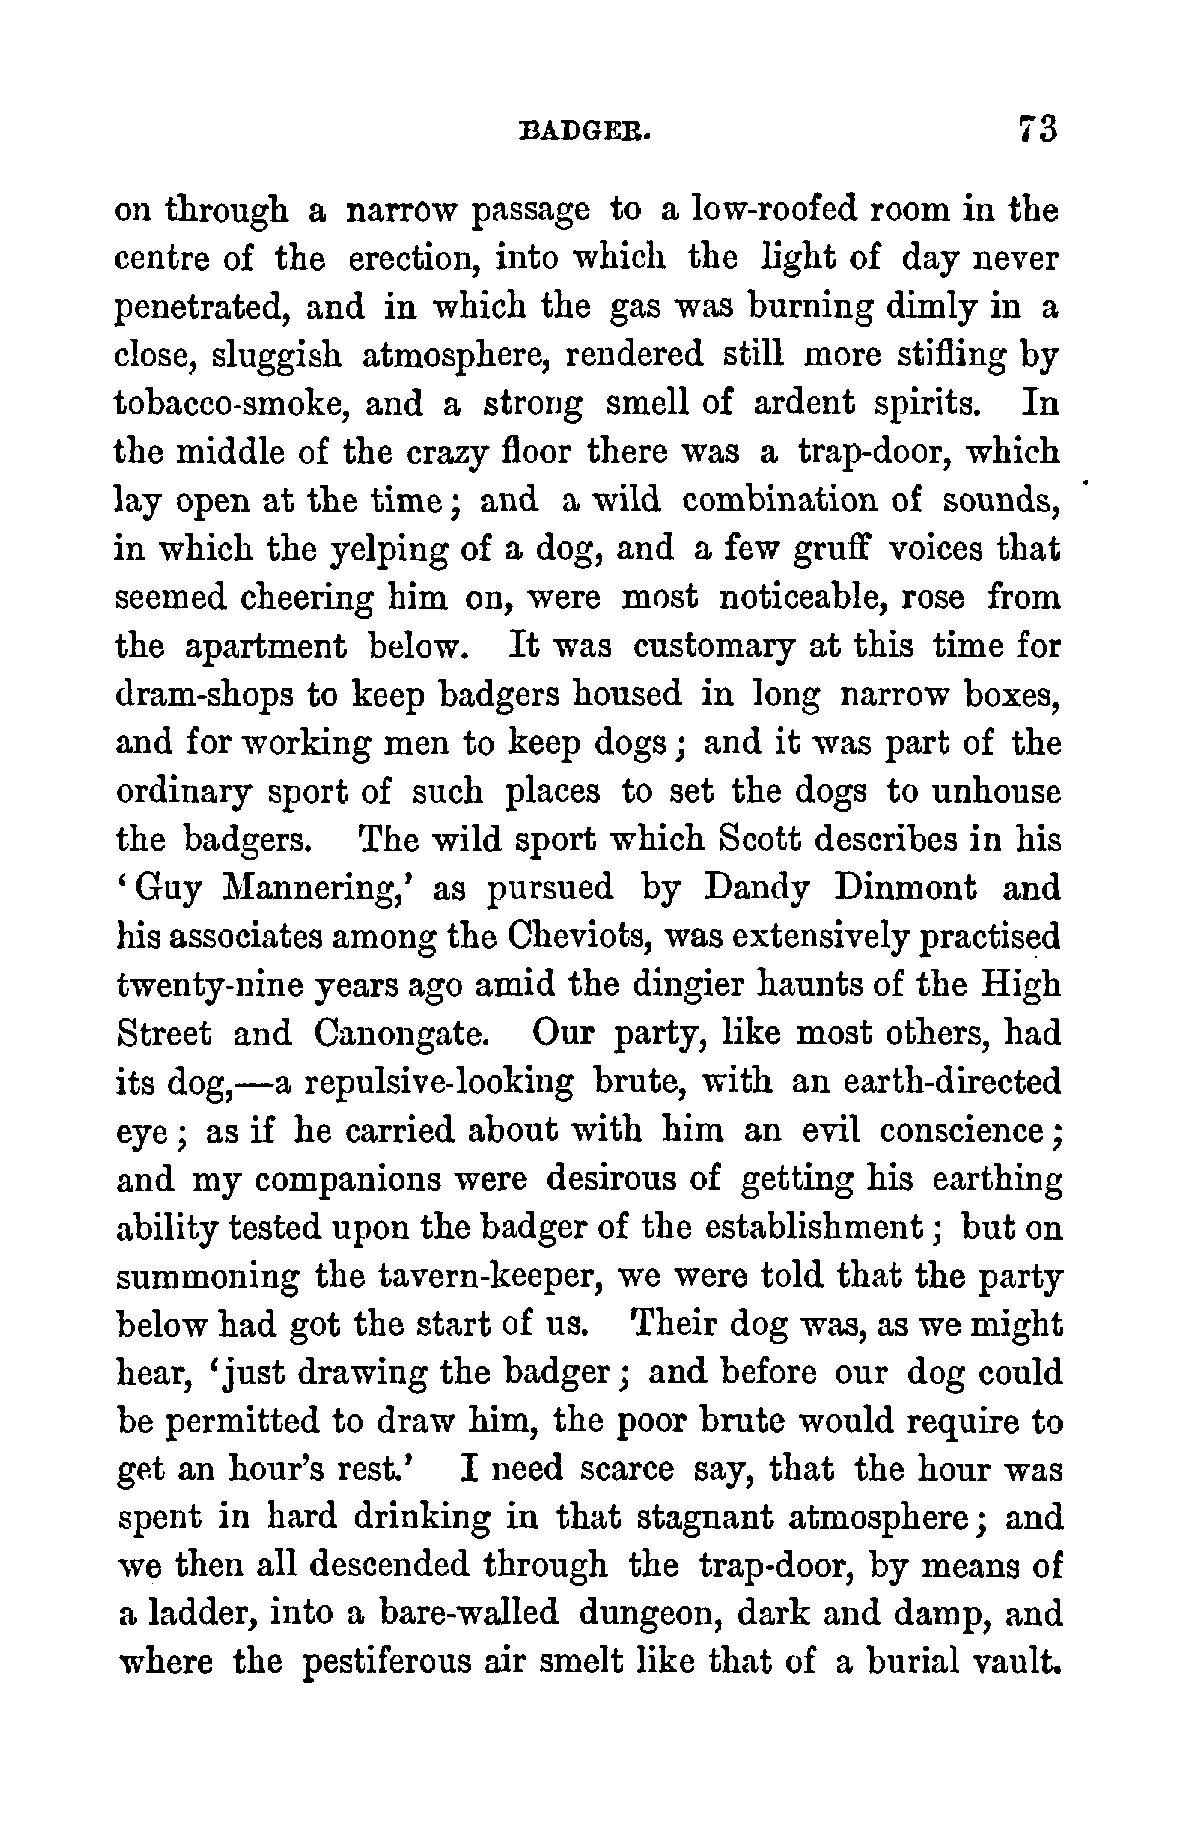 BADGER. 73
on through a narrow passage to a low-roofed room in the
centre of the erection, into which the light of day never
penetrated, and in which the gas was burning dimly in a
close, sluggish atmosphere, rendered still more stifling by
tobacco-smoke, and a strong smell of ardent spirits. In
the middle of the crazy floor there was a trap-door, which
lay open at the time; and a wild combination of sounds,
in which the yelping of a dog, and a few gruff voices that
seemed cheering him on, were most noticeable, rose from
the apartment below. It was customary at this time for
dram-shops to keep badgers housed in long narrow boxes,
and for working men to keep dogs; and it was part of the
ordinary sport of such places to set the dogs to unhouse
the badgers. The wild sport which Scott describes in his
‘Guy Mannering,’ as pursued by Dandy Dinmont and
his associates among the Cheviots, was extensively practised
twenty-nine years ago amid the dingier haunts of the High
Street and Canongate. Our party, like most others, had
its dog,—a repulsive-looking brute, with an earth-directed
eye; as if he carried about with him an evil conscience;
and my companions were desirous of getting his earthing
ability tested upon the badger of the establishment; but on
summoning the tavern-keeper, we were told that the party
below had got the start of us. Their dog was, as we might
hear, ‘just drawing the badger; and before our dog could
be permitted to draw him, the poor brute would require to
get an hour’s rest.’ I need scarce say, that the hour was
spent in hard drinking in that stagnant atmosphere; and
we then all descended through the trap-door, by means of
a ladder, into a bare-walled dungeon, dark and damp, and
where the pestiferous air smelt like that of a burial vault.